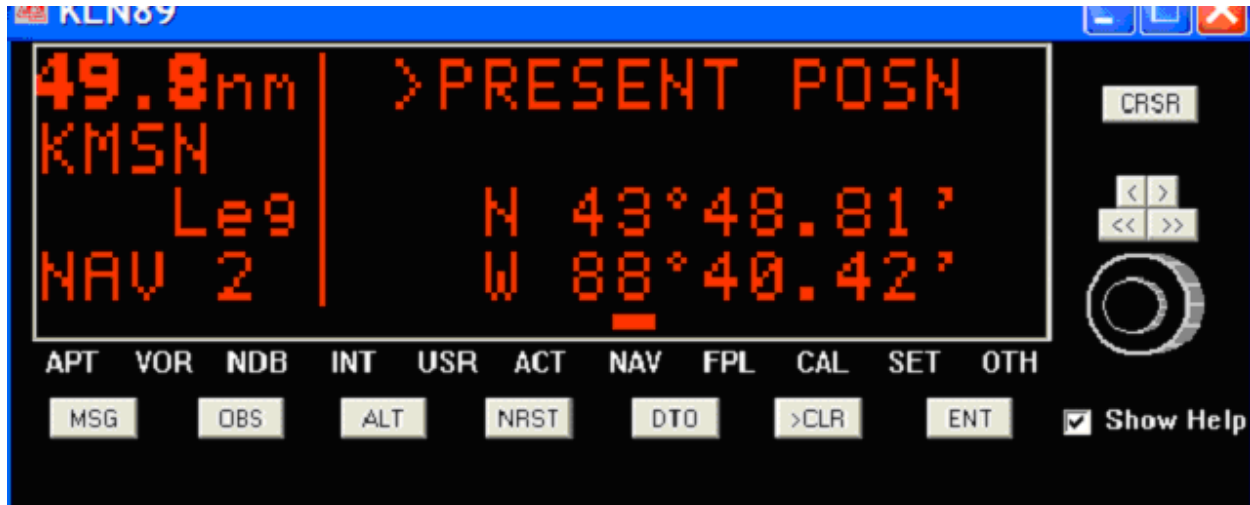 KLN89
49.8nm >PRESENT POSN
KMSN
Leg N 43°48.81'
NAV 2 W 88°40.42'
CRSR
< >
<< >>
APT VOR NDB INT USR ACT NAV FPL CAL SET OTH
MSG OBS ALT NRST DTO >CLR ENT Show Help